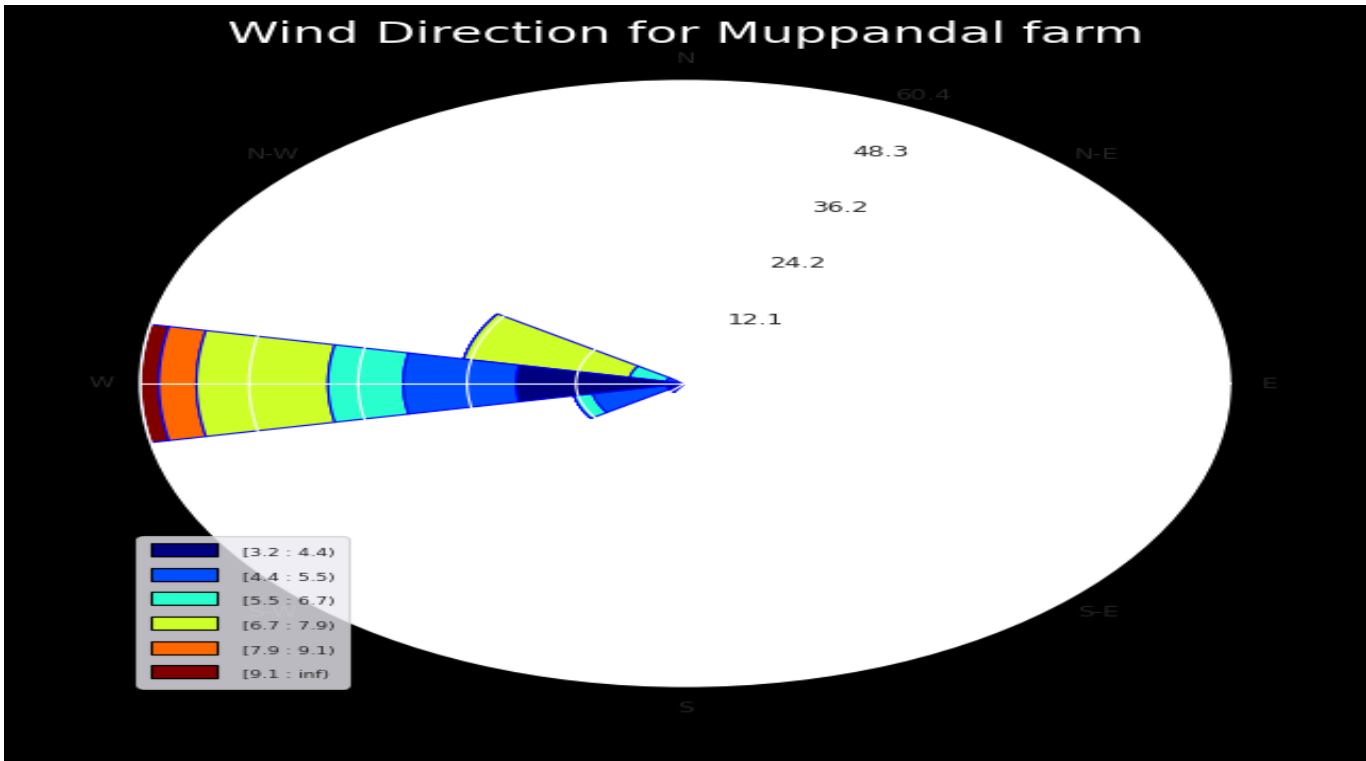 Wind Direction for Muppandal farm
N
60.4
N-W
48.3
N-E
36.2
24.2
12.1
W
E
[3.2 : 4.4)
[4.4 : 5.5)
[5.5 : 6.7)
[6.7 : 7.9)
[7.9 : 9.1)
[9.1 : inf)
S-E
S